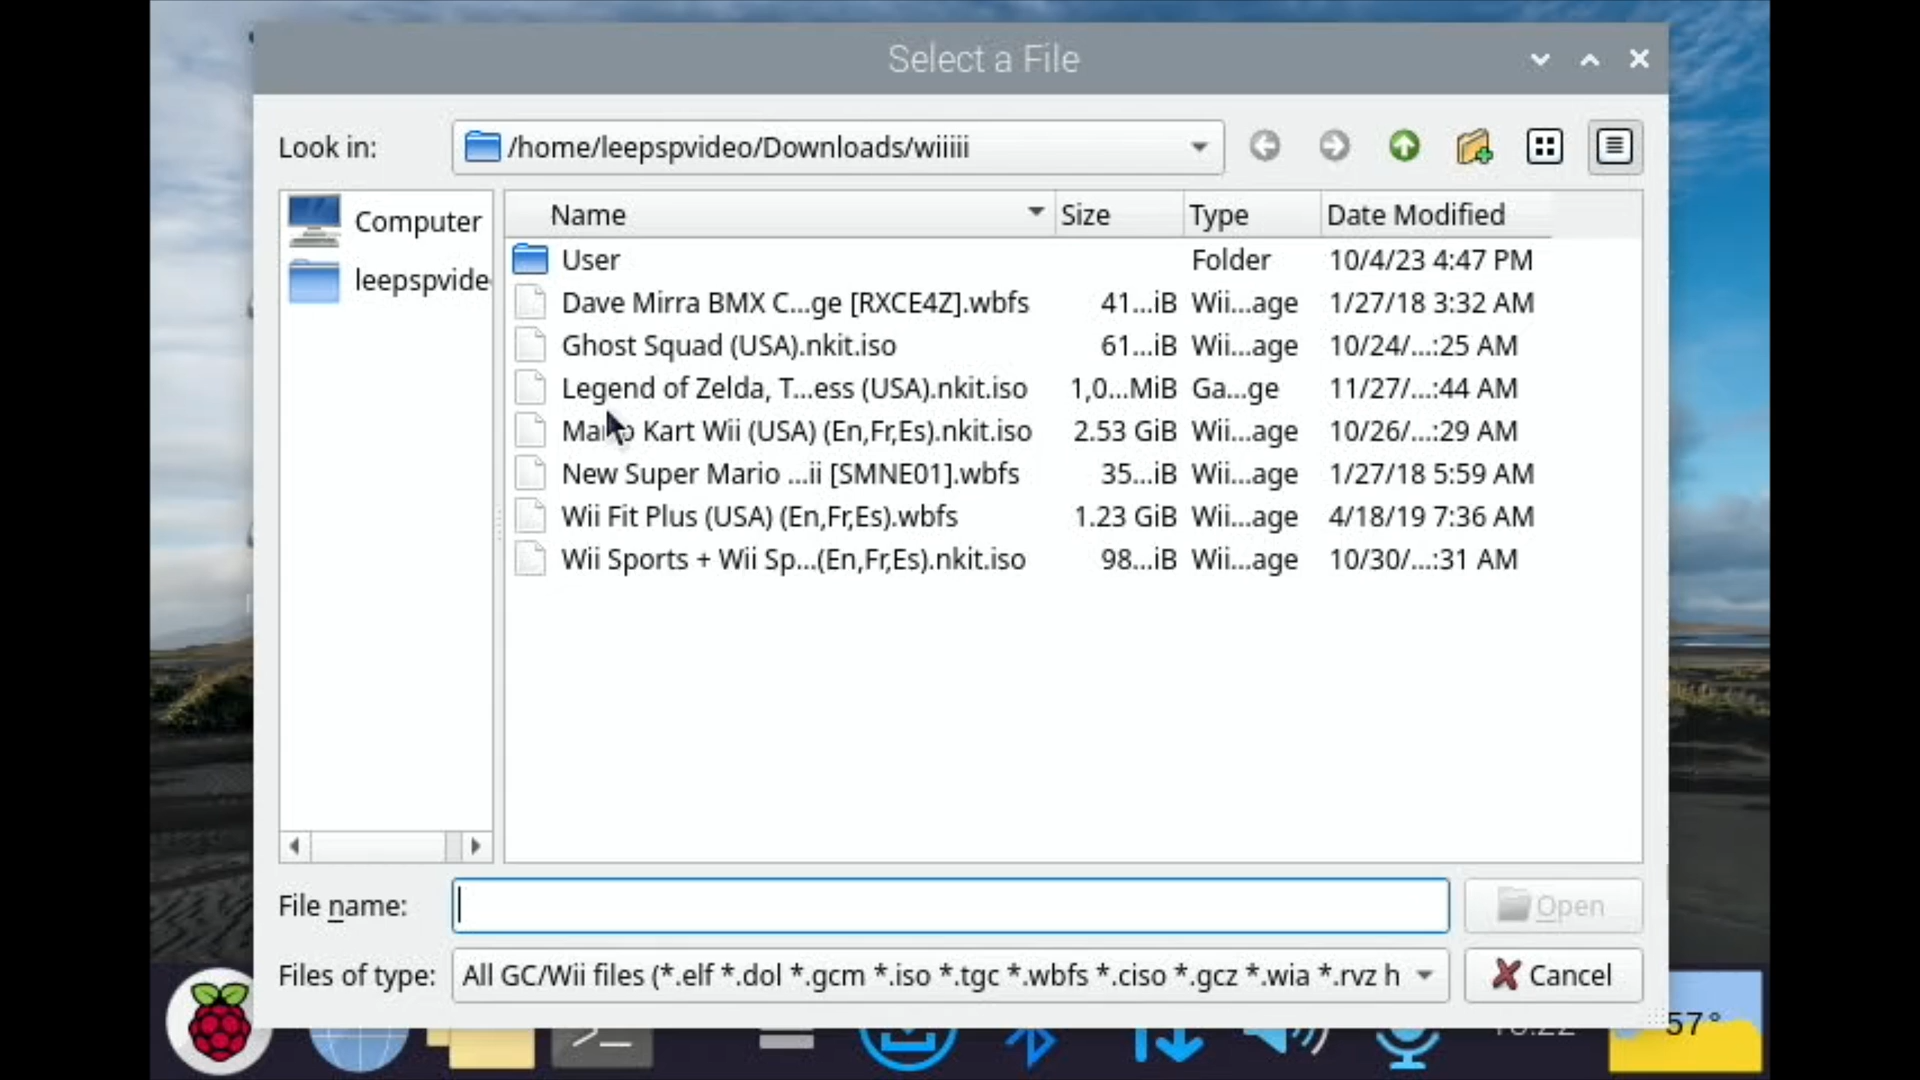 Select a File
Look in: /home/leepspvideo/Downloads/wiiiii
Computer
leepspvide
Name Size Type Date Modified
User Folder 10/4/23 4:47 PM
Dave Mirra BMX C...ge [RXCE4Z].wbfs 41...iB Wii...age 1/27/18 3:32 AM
Ghost Squad (USA).nkit.iso 61...iB Wii...age 10/24/...:25 AM
Legend of Zelda, T...ess (USA).nkit.iso 1,0...MiB Ga...ge 11/27/...:44 AM
Mario Kart Wii (USA) (En,Fr,Es).nkit.iso 2.53 GiB Wii...age 10/26/...:29 AM
New Super Mario ...ii [SMNE01].wbfs 35...iB Wii...age 1/27/18 5:59 AM
Wii Fit Plus (USA) (En,Fr,Es).wbfs 1.23 GiB Wii...age 4/18/19 7:36 AM
Wii Sports + Wii Sp...(En,Fr,Es).nkit.iso 98...iB Wii...age 10/30/...:31 AM
File name: Open
Files of type: All GC/Wii files (*.elf *.dol *.gcm *.iso *.tgc *.wbfs *.ciso *.gcz *.wia *.rvz h Cancel
57°